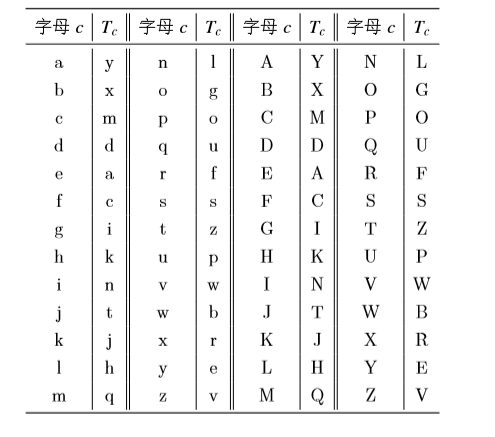 字母 c T_c 字母 c T_c 字母 c T_c 字母 c T_c
a y n l A Y N L
b x o g B X O G
c m p o C M P O
d d q u D D Q U
e a r f E A R F
f c s s F C S S
g i t z G I T Z
h k u p H K U P
i n v w I N V W
j t w b J T W B
k j x r K J X R
l h y e L H Y E
m q z v M Q Z V